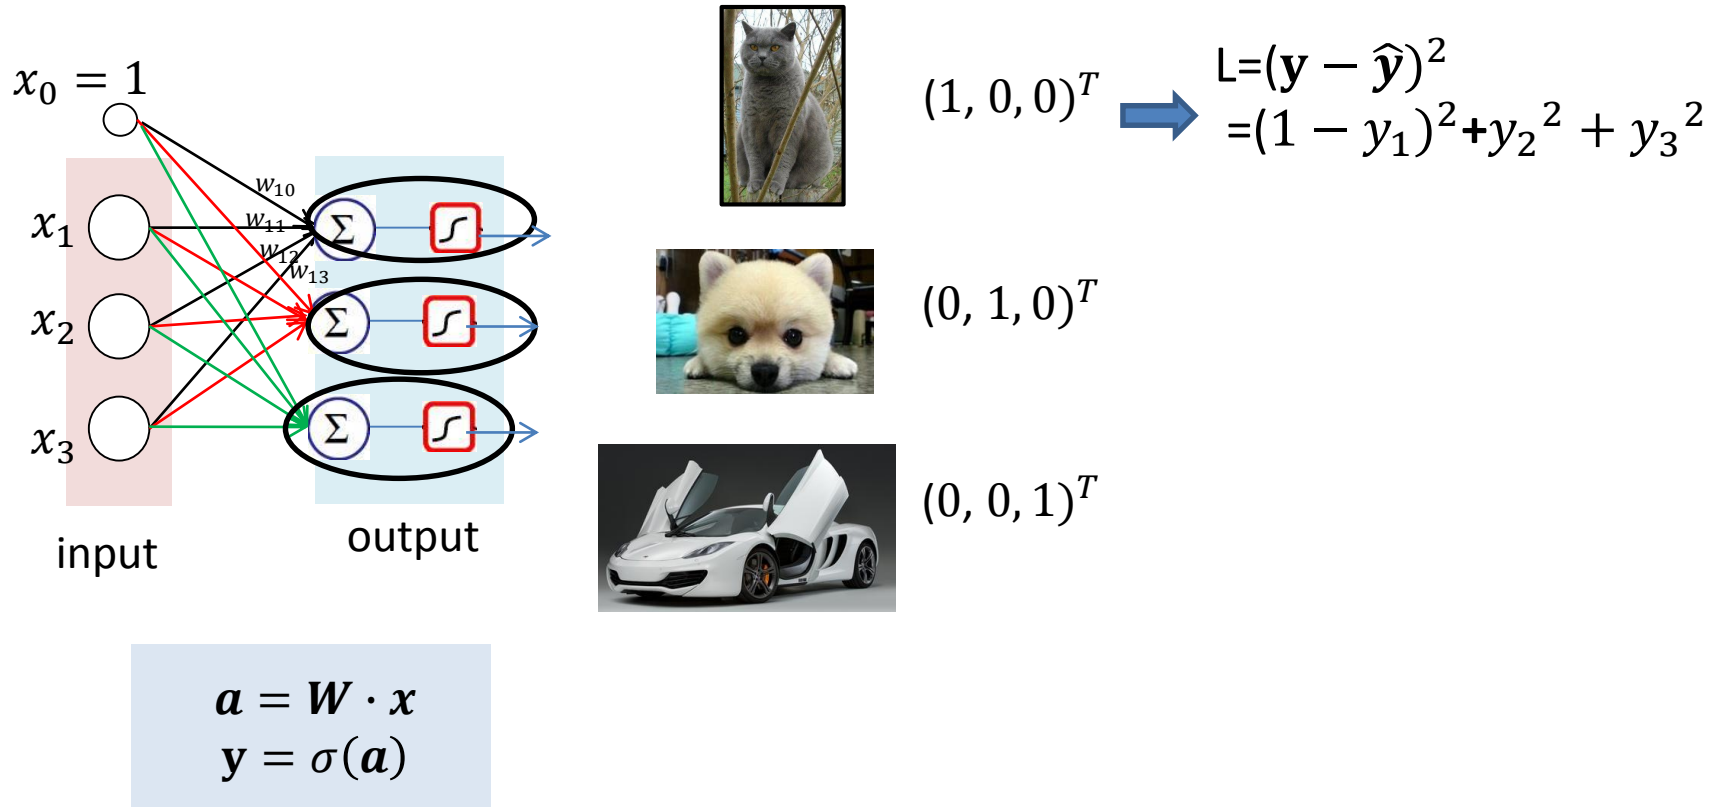 x₀ = 1
w₁₀
x₁
w₁₁
w₁₂
w₁₃
x₂
x₃
Σ
Σ
Σ
input
output
a = W · x
y = σ(a)
(1, 0, 0)ᵀ
(0, 1, 0)ᵀ
(0, 0, 1)ᵀ
L=(y − ŷ)²
=(1 − y₁)²+y₂² + y₃²